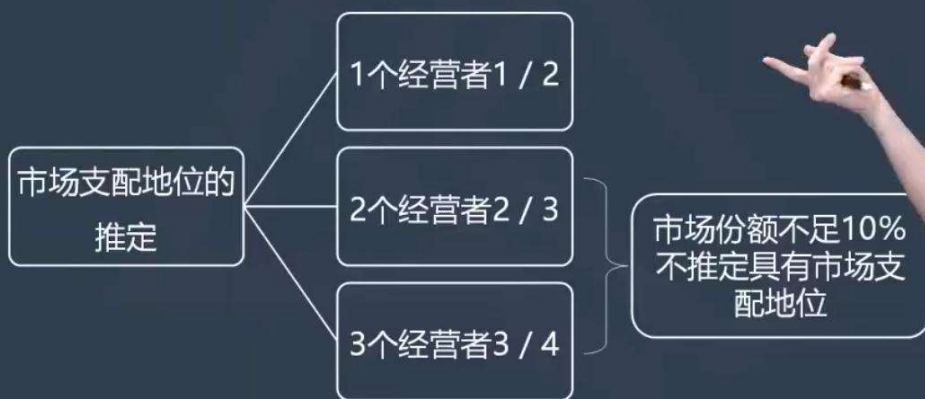 市场支配地位的
推定
1个经营者1 / 2
2个经营者2 / 3
3个经营者3 / 4
市场份额不足10%
不推定具有市场支
配地位